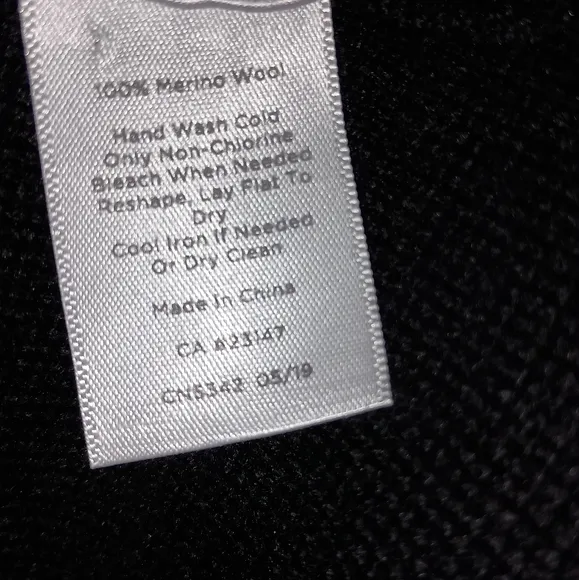 100% Merino Wool
Hand Wash Cold
Only Non-Chlorine
Bleach When Needed
Reshape, Lay Flat To
Dry
Cool Iron If Needed
Or Dry Clean
Made In China
CA #23147
CN5342 05/19